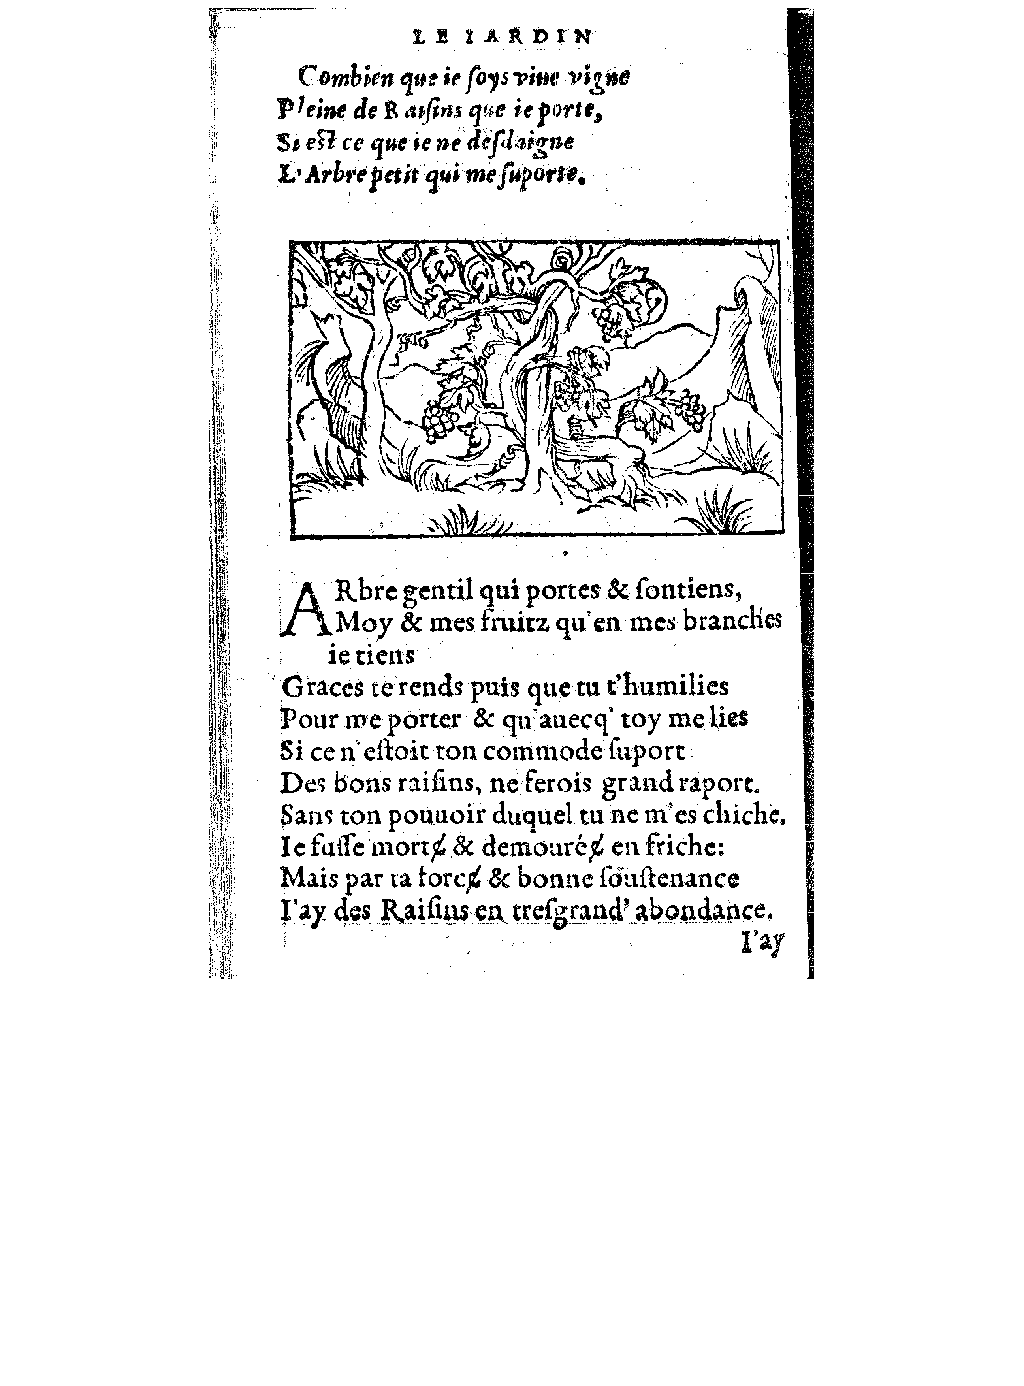 LE IARDIN
Combien que ie ſoys viue vigne
Pleine de Raiſins que ie porte,
Si eſt ce que ie ne deſdaigne
L'Arbre petit qui me ſuporte.
ARbre gentil qui portes & ſontiens,
Moy & mes fruitz qu'en mes branches
ie tiens
Graces te rends puis que tu t'humilies
Pour me porter & qu'auecq' toy me lies
Si ce n'eſtoit ton commode ſuport
Des bons raiſins, ne ferois grand raport.
Sans ton pouuoir duquel tu ne m'es chiche,
Ie fuſſe mortɇ & demouréɇ en friche:
Mais par ta forcɇ & bonne ſouſtenance
I'ay des Raiſins en treſgrand' abondance.
I'ay